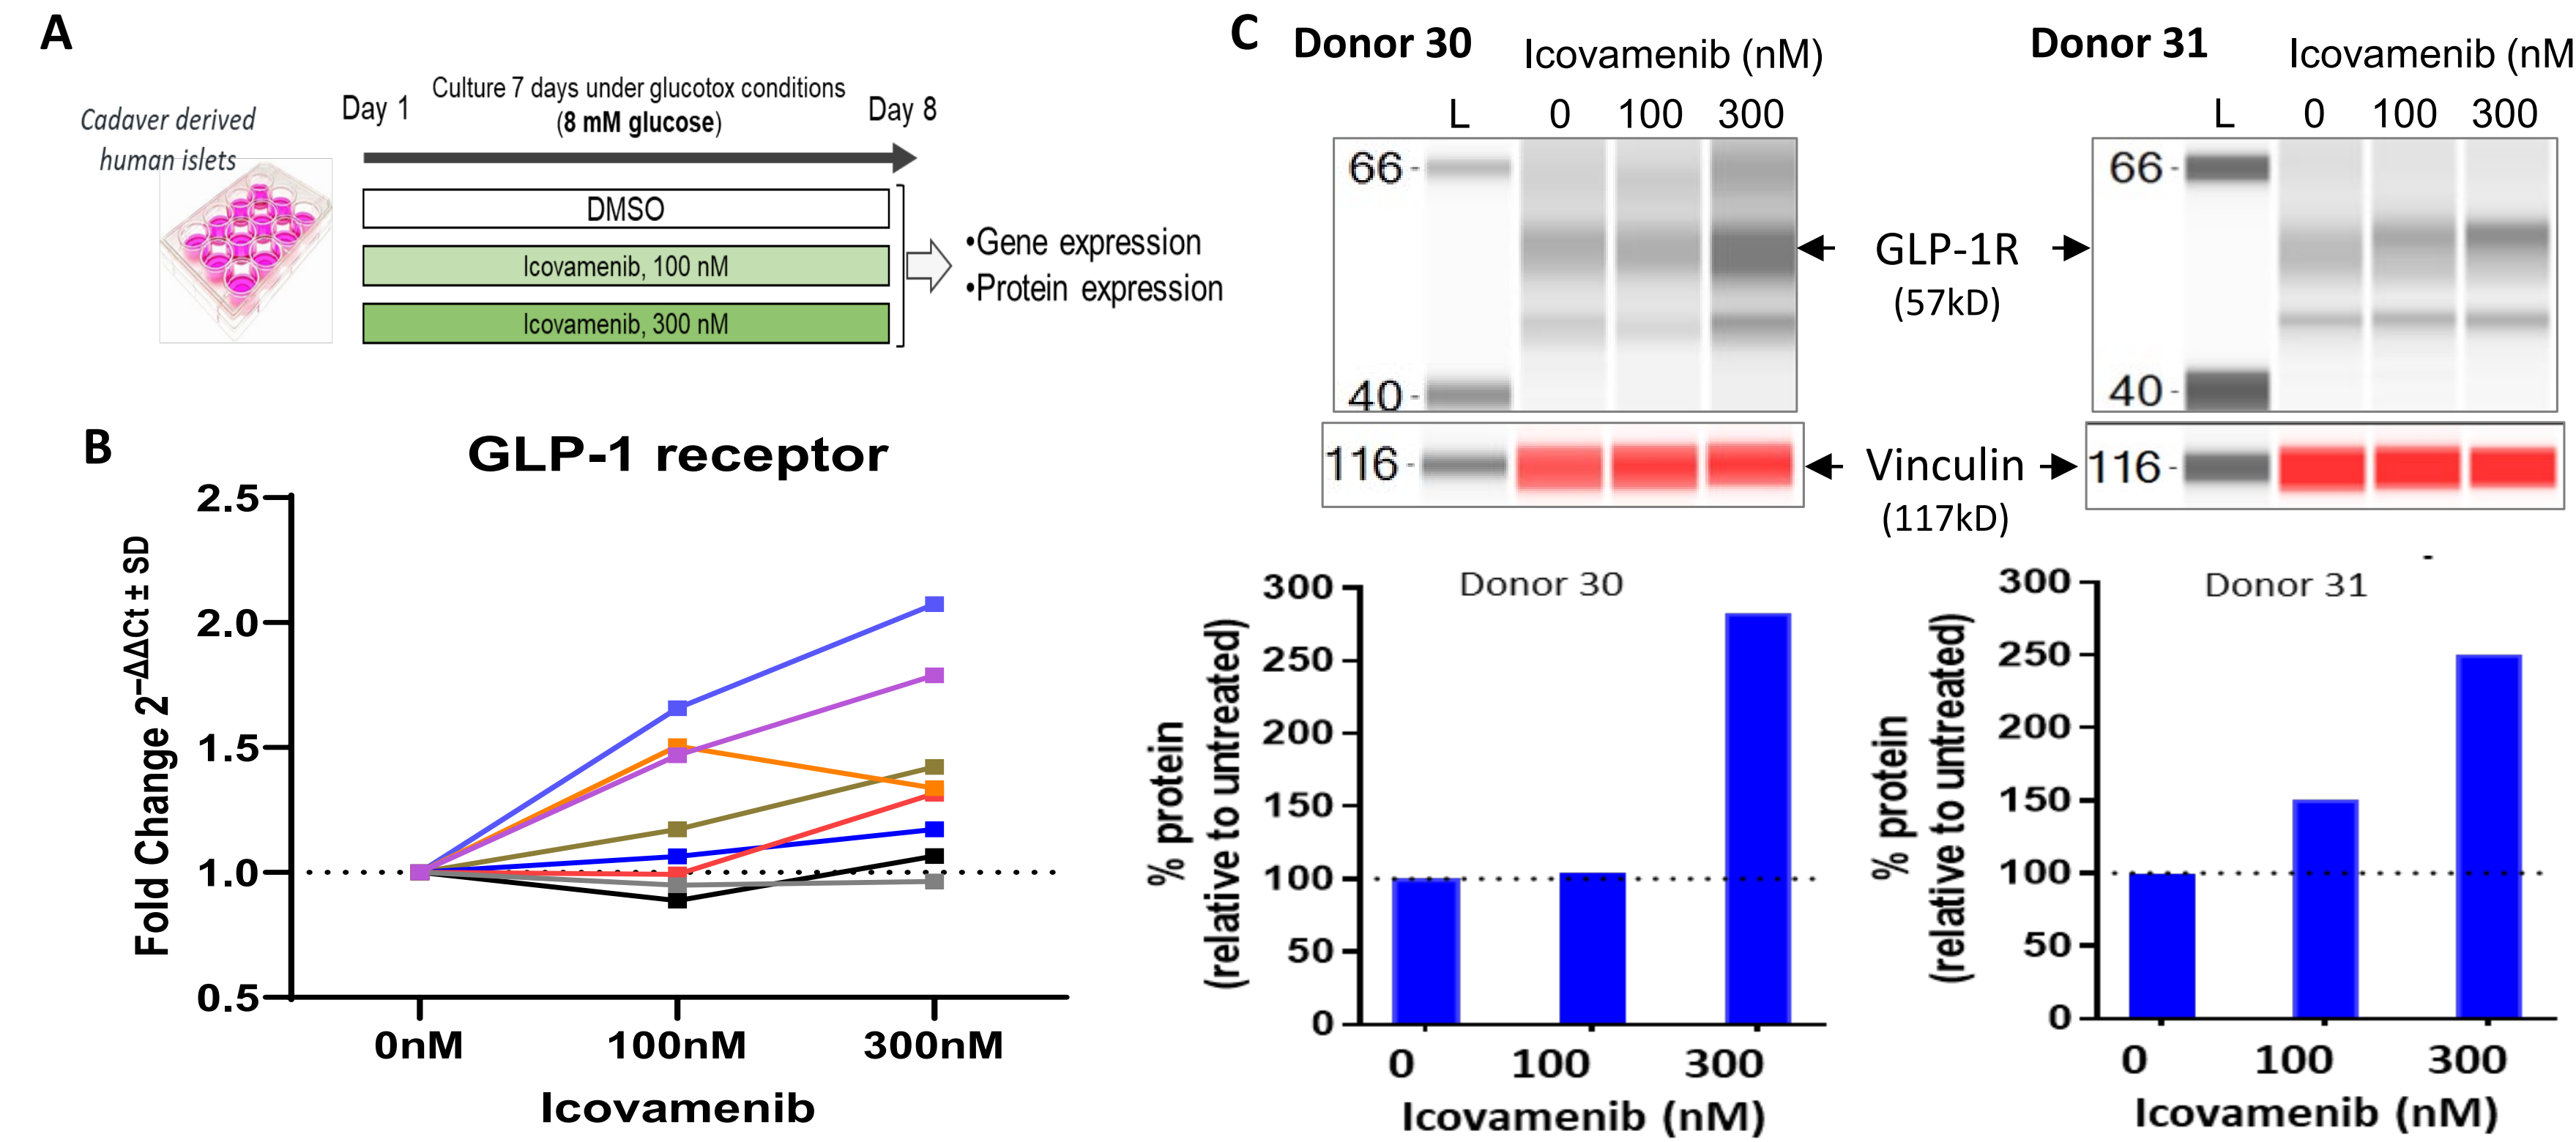 A
Cadaver derived
human islets
Day 1
Culture 7 days under glucotox conditions
(8 mM glucose)
Day 8
DMSO
Icovamenib, 100 nM
Icovamenib, 300 nM
•Gene expression
•Protein expression
B
GLP-1 receptor
Fold Change 2^−ΔΔCt ± SD
2.5
2.0
1.5
1.0
0.5
0nM 100nM 300nM
Icovamenib
C
Donor 30
Icovamenib (nM)
L 0 100 300
66
40
116
GLP-1R
(57kD)
Vinculin
(117kD)
Donor 31
Icovamenib (nM
L 0 100 300
66
40
116
Donor 30
% protein
(relative to untreated)
300
250
200
150
100
50
0
0 100 300
Icovamenib (nM)
Donor 31
% protein
(relative to untreated)
300
250
200
150
100
50
0
0 100 300
Icovamenib (nM)